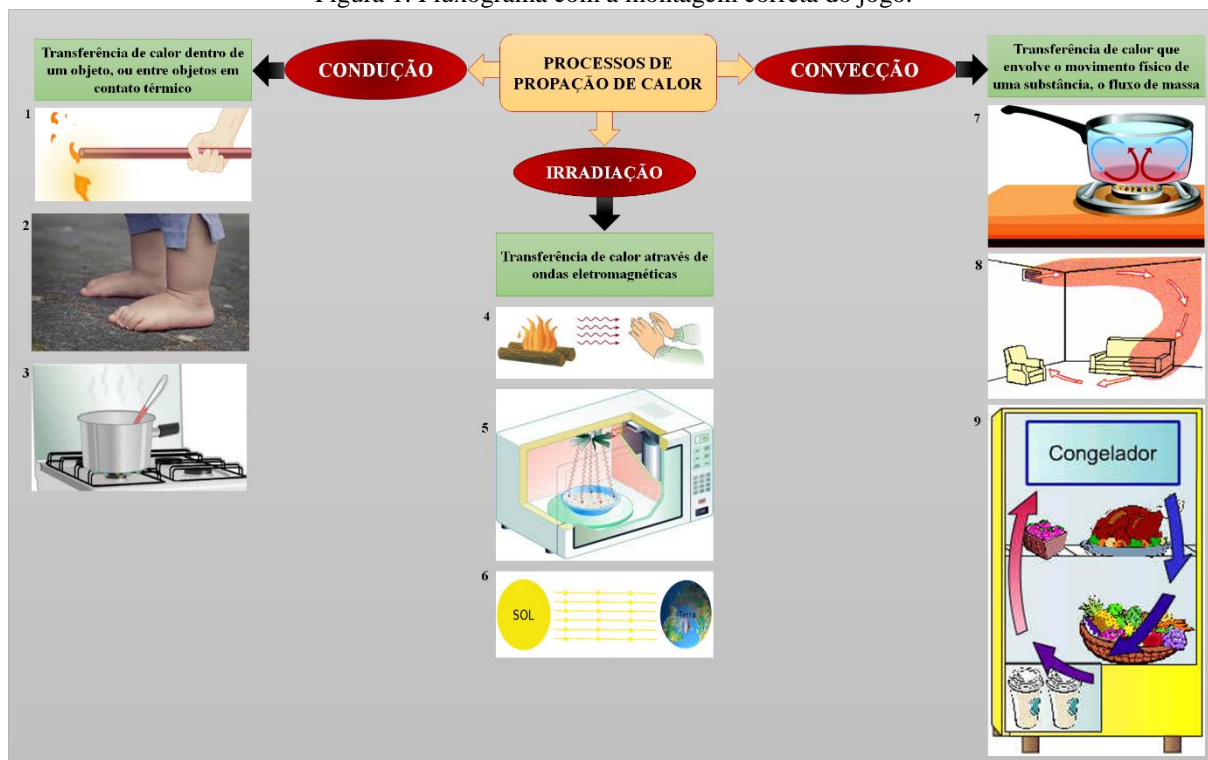 Figura 1: Fluxograma com a montagem correta do jogo.
Transferência de calor dentro de
um objeto, ou entre objetos em
contato térmico
CONDUÇÃO
PROCESSOS DE
PROPAÇÃO DE CALOR
CONVECÇÃO
Transferência de calor que
envolve o movimento físico de
uma substância, o fluxo de massa
IRRADIAÇÃO
Transferência de calor através de
ondas eletromagnéticas
1
2
3
4
5
6
SOL
Terra
7
8
9
Congelador